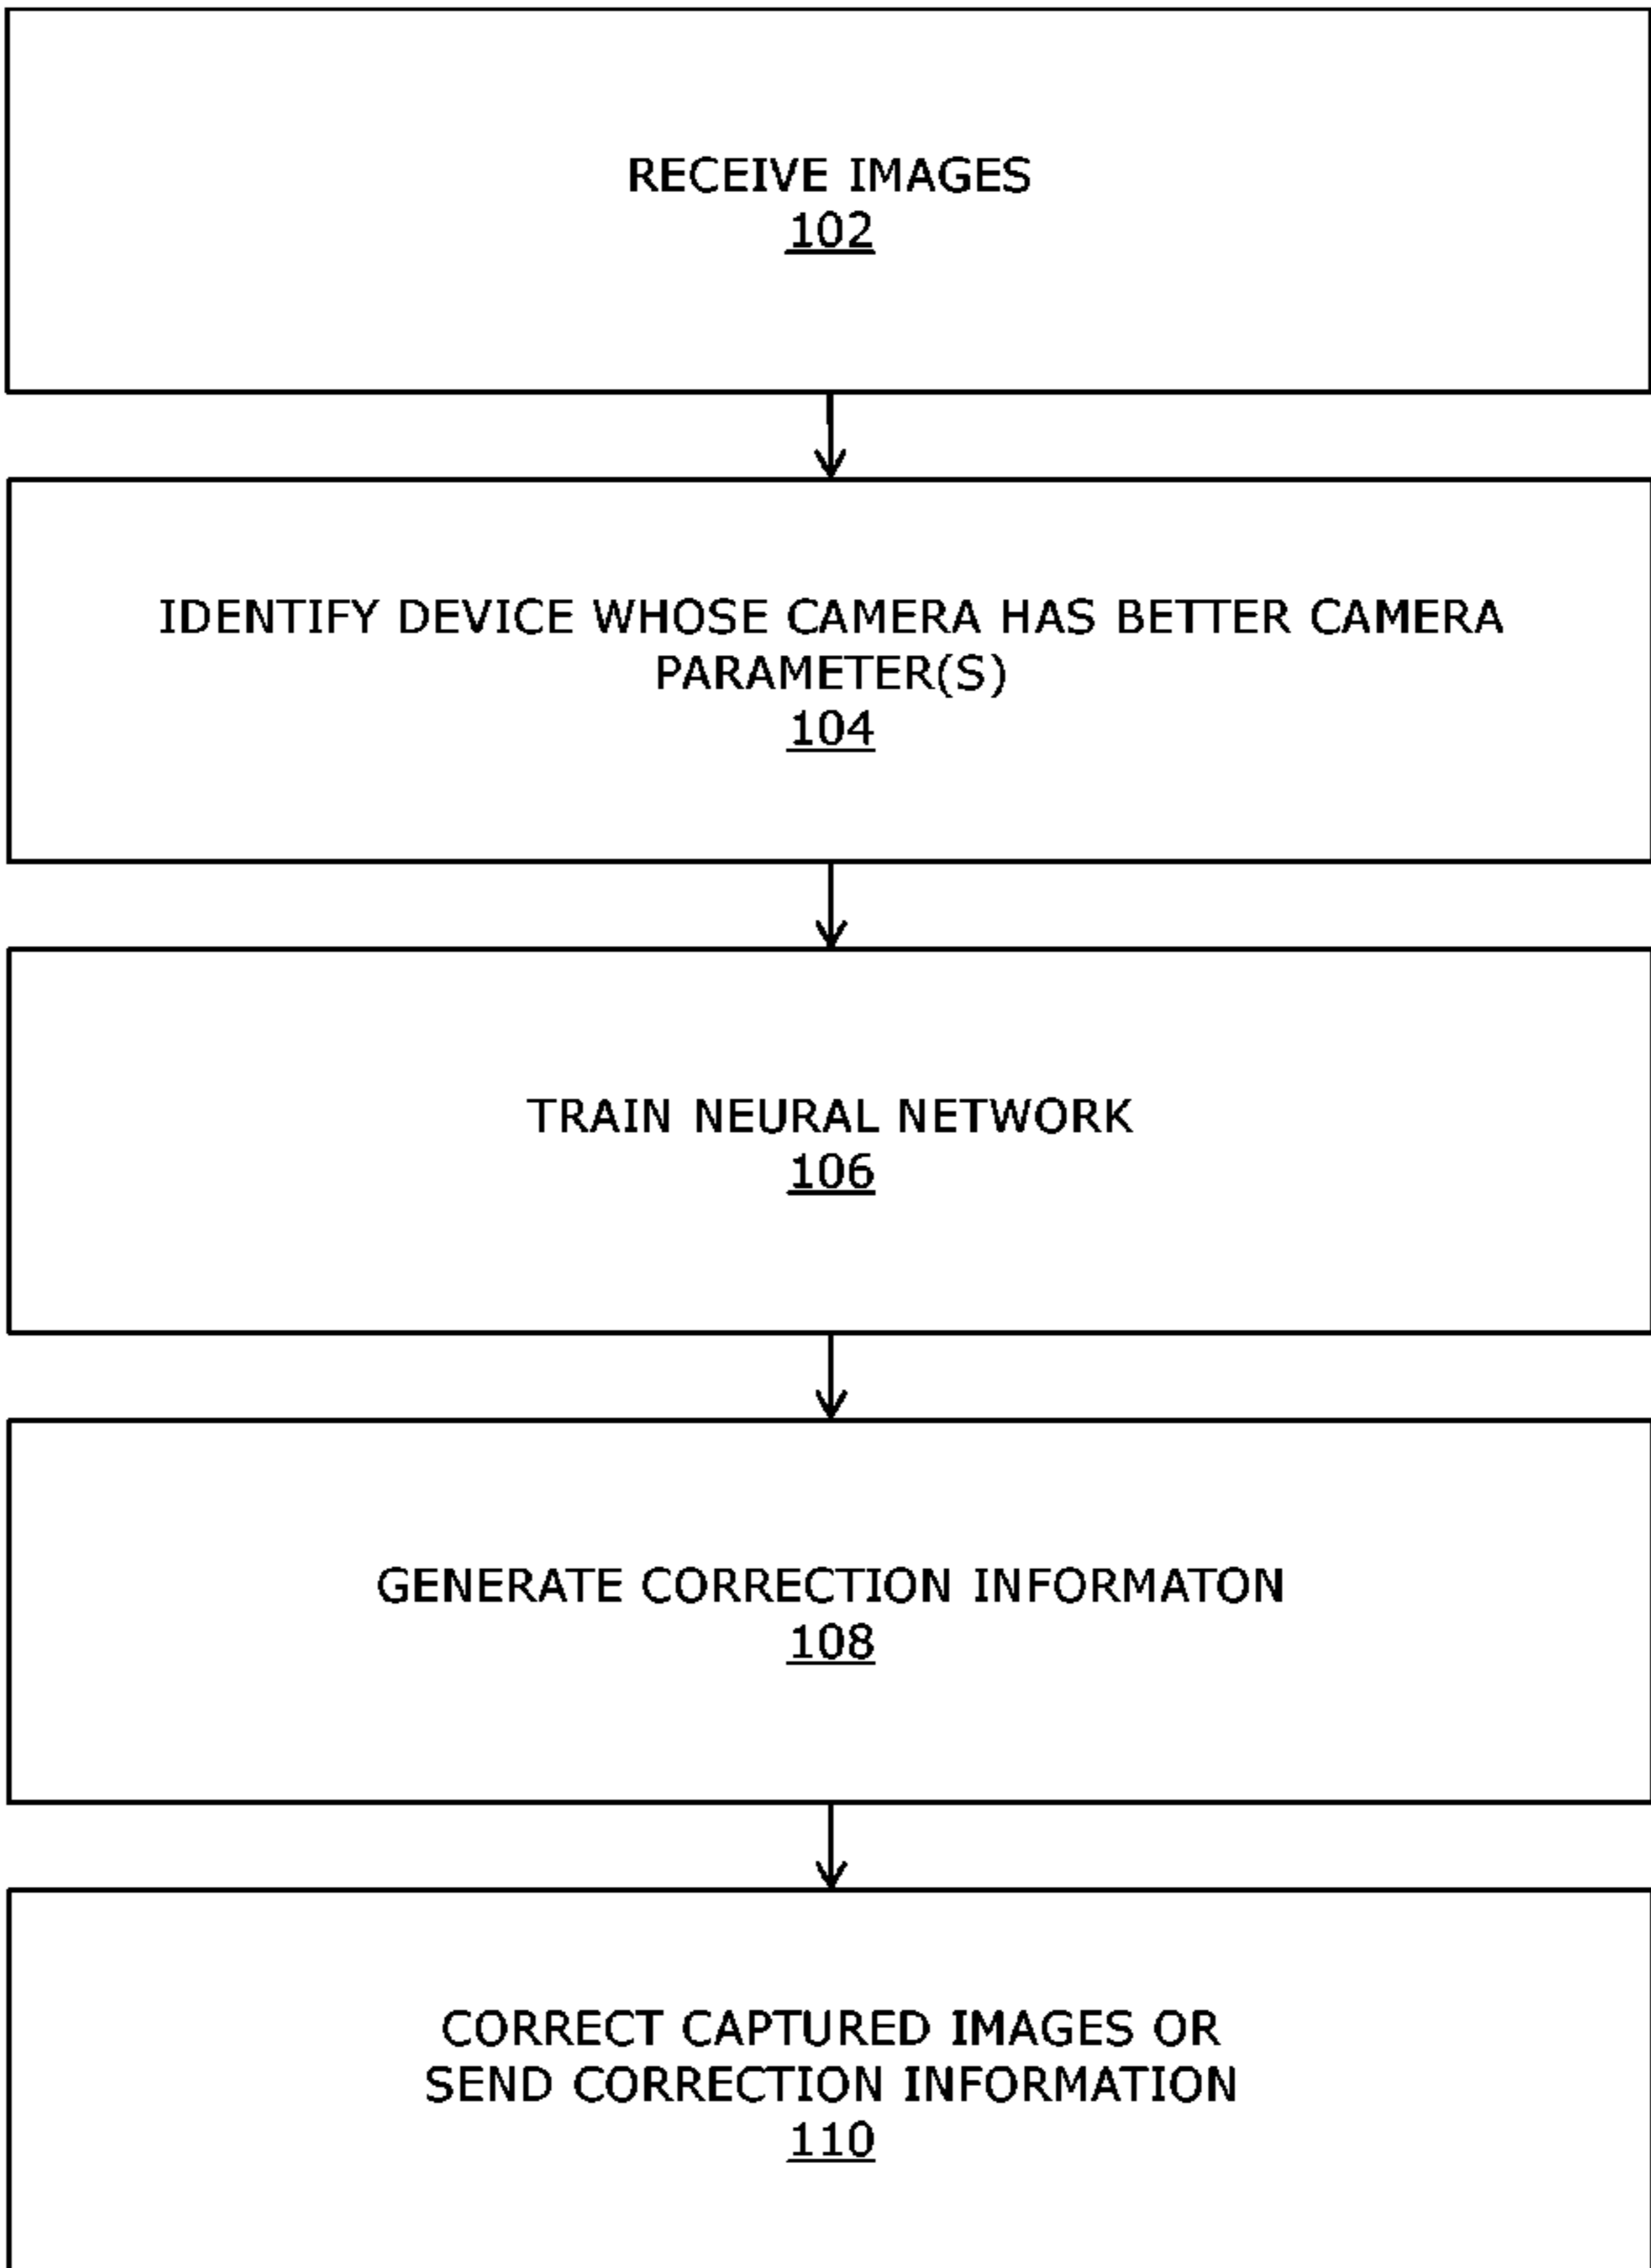 RECEIVE IMAGES
102
IDENTIFY DEVICE WHOSE CAMERA HAS BETTER CAMERA
PARAMETER(S)
104
TRAIN NEURAL NETWORK
106
GENERATE CORRECTION INFORMATON
108
CORRECT CAPTURED IMAGES OR
SEND CORRECTION INFORMATION
110